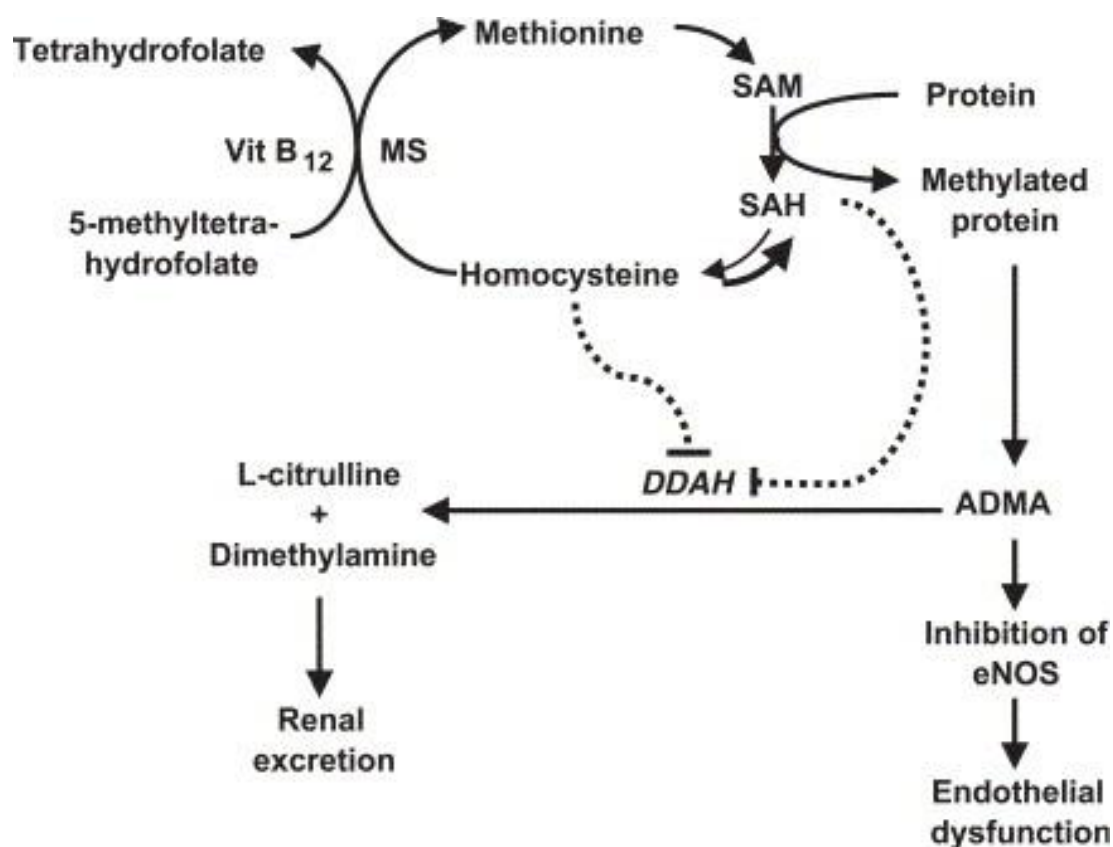 Tetrahydrofolate
Methionine
SAM
Protein
Vit B12
MS
5-methyltetra-
hydrofolate
SAH
Methylated
protein
Homocysteine
L-citrulline
+
Dimethylamine
DDAH
ADMA
Inhibition of
eNOS
Renal
excretion
Endothelial
dysfunction